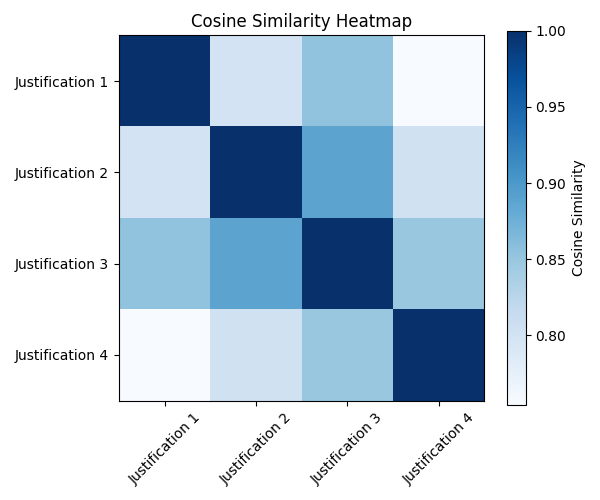 Cosine Similarity Heatmap
Justification 1
Justification 2
Justification 3
Justification 4
Justification 1
Justification 2
Justification 3
Justification 4
1.00
0.95
0.90
0.85
0.80
Cosine Similarity